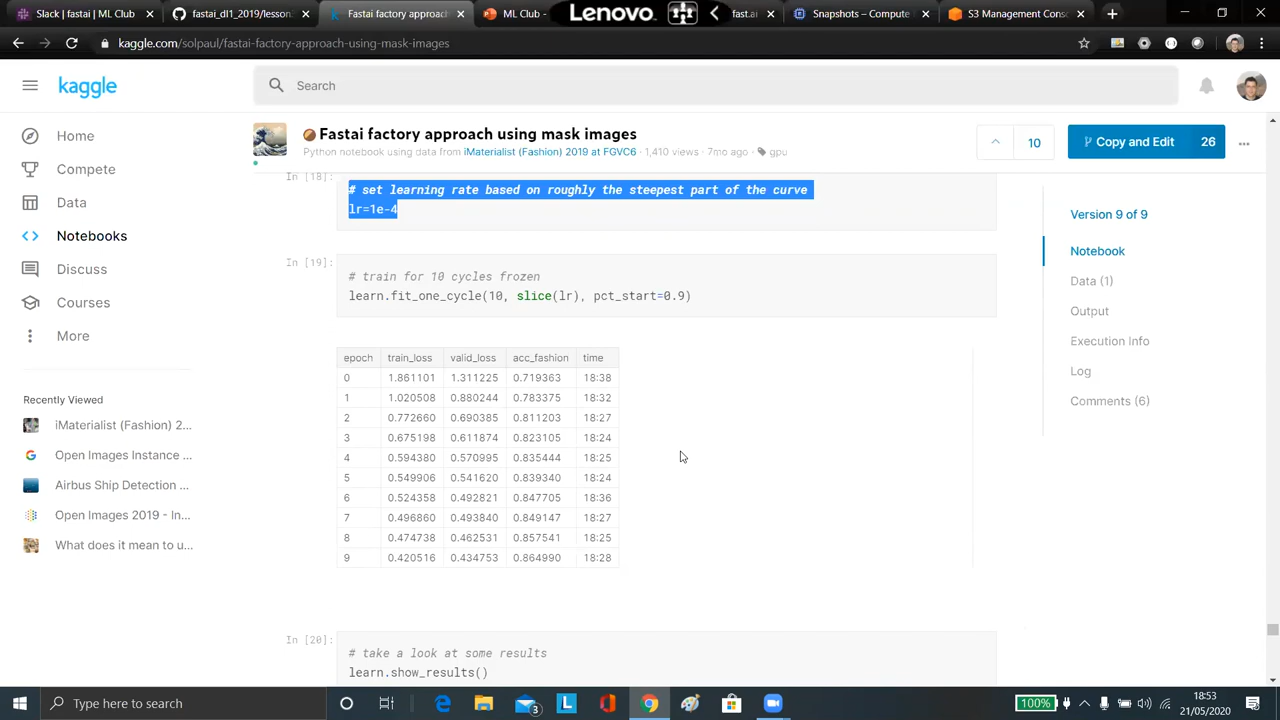 Slack | St
fastai_d1_2019/lesson
Fastai factory approac
ML Club -
Lenovo
fast.ai
Snapshots – Compute
S3 Management Cons
kaggle.com/solpaul/fastai-factory-approach-using-mask-images
kaggle
Search
Home
Compete
Data
Notebooks
Discuss
Courses
More
Recently Viewed
iMaterialist (Fashion) 2...
Open Images Instance ...
Airbus Ship Detection ...
Open Images 2019 - In...
What does it mean to u...
Fastai factory approach using mask images
Python notebook using data from iMaterialist (Fashion) 2019 at FGVC6 · 1,410 views · 7mo ago · gpu
10
Copy and Edit 26
In [18]:
# set learning rate based on roughly the steepest part of the curve
lr=1e-4
In [19]:
# train for 10 cycles frozen
learn.fit_one_cycle(10, slice(lr), pct_start=0.9)
epoch train_loss valid_loss acc_fashion time
0 1.861101 1.311225 0.719363 18:38
1 1.020508 0.880244 0.783375 18:32
2 0.772660 0.690385 0.811203 18:27
3 0.675198 0.611874 0.823105 18:24
4 0.594380 0.570995 0.835444 18:25
5 0.549906 0.541620 0.839340 18:24
6 0.524358 0.492821 0.847705 18:36
7 0.496860 0.493840 0.849147 18:27
8 0.474738 0.462531 0.857541 18:25
9 0.420516 0.434753 0.864990 18:28
In [20]:
# take a look at some results
learn.show_results()
Version 9 of 9
Notebook
Data (1)
Output
Execution Info
Log
Comments (6)
Type here to search
3
100%
18:53
21/05/2020